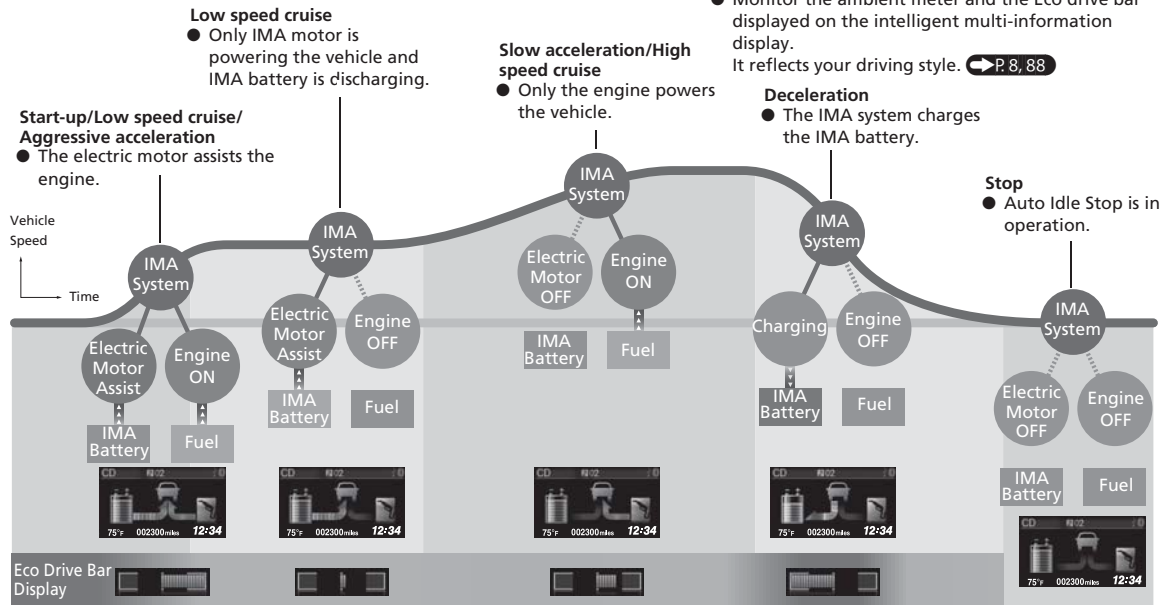 Monitor the ambient meter and the Eco drive bar
displayed on the intelligent multi-information
display.
It reflects your driving style. P. 8, 88
Low speed cruise
● Only IMA motor is
powering the vehicle and
IMA battery is discharging.
Slow acceleration/High
speed cruise
● Only the engine powers
the vehicle.
Deceleration
● The IMA system charges
the IMA battery.
Start-up/Low speed cruise/
Aggressive acceleration
● The electric motor assists the
engine.
Stop
● Auto Idle Stop is in
operation.
Vehicle
Speed
Time
IMA
System
Electric
Motor
Assist
Engine
ON
IMA
Battery
Fuel
CD
75°F 002300miles 12:34
IMA
System
Electric
Motor
Assist
Engine
OFF
IMA
Battery
Fuel
CD
75°F 002300miles 12:34
IMA
System
Electric
Motor
OFF
Engine
ON
IMA
Battery
Fuel
CD
75°F 002300miles 12:34
IMA
System
Charging
Engine
OFF
IMA
Battery
Fuel
CD
75°F 002300miles 12:34
IMA
System
Electric
Motor
OFF
Engine
OFF
IMA
Battery
Fuel
CD
75°F 002300miles 12:34
Eco Drive Bar
Display